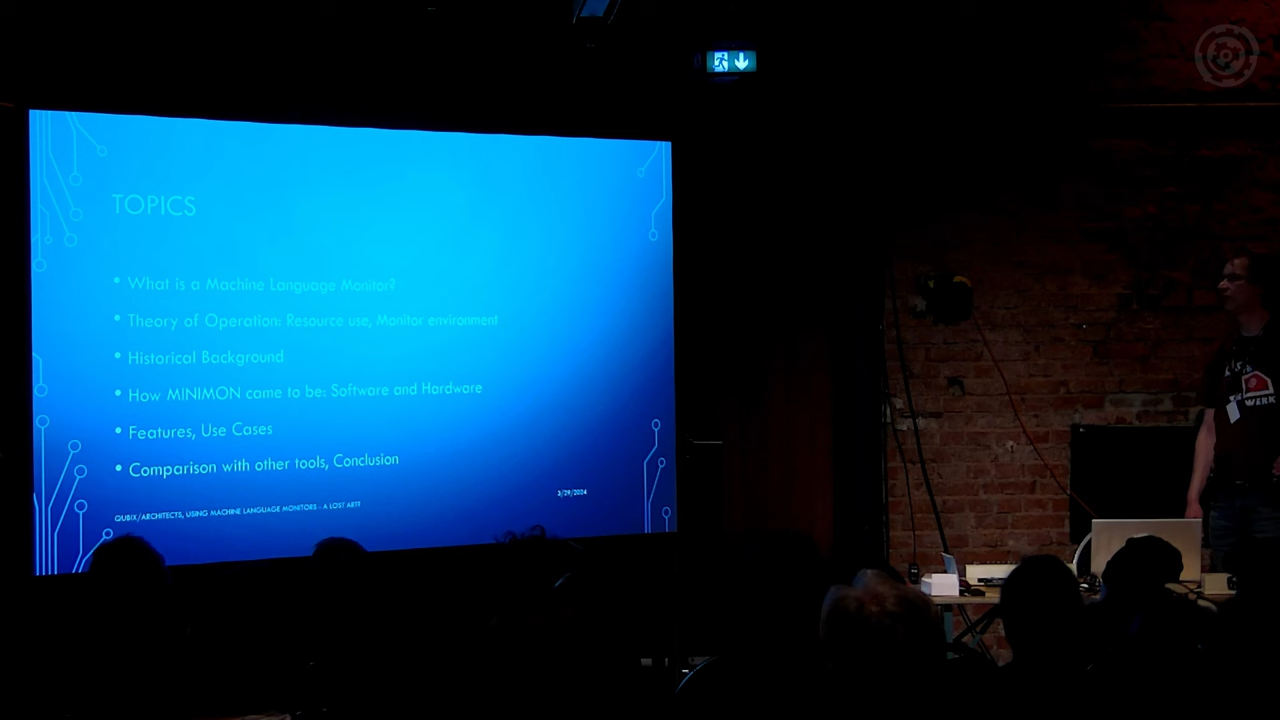 TOPICS
• What is a Machine Language Monitor?
• Theory of Operation: Resource use, Monitor environment
• Historical Background
• How MINIMON came to be: Software and Hardware
• Features, Use Cases
• Comparison with other tools, Conclusion
QUBIX/ARCHITECTS, USING MACHINE LANGUAGE MONITORS - A LOST ART?
3/29/2024
WERK